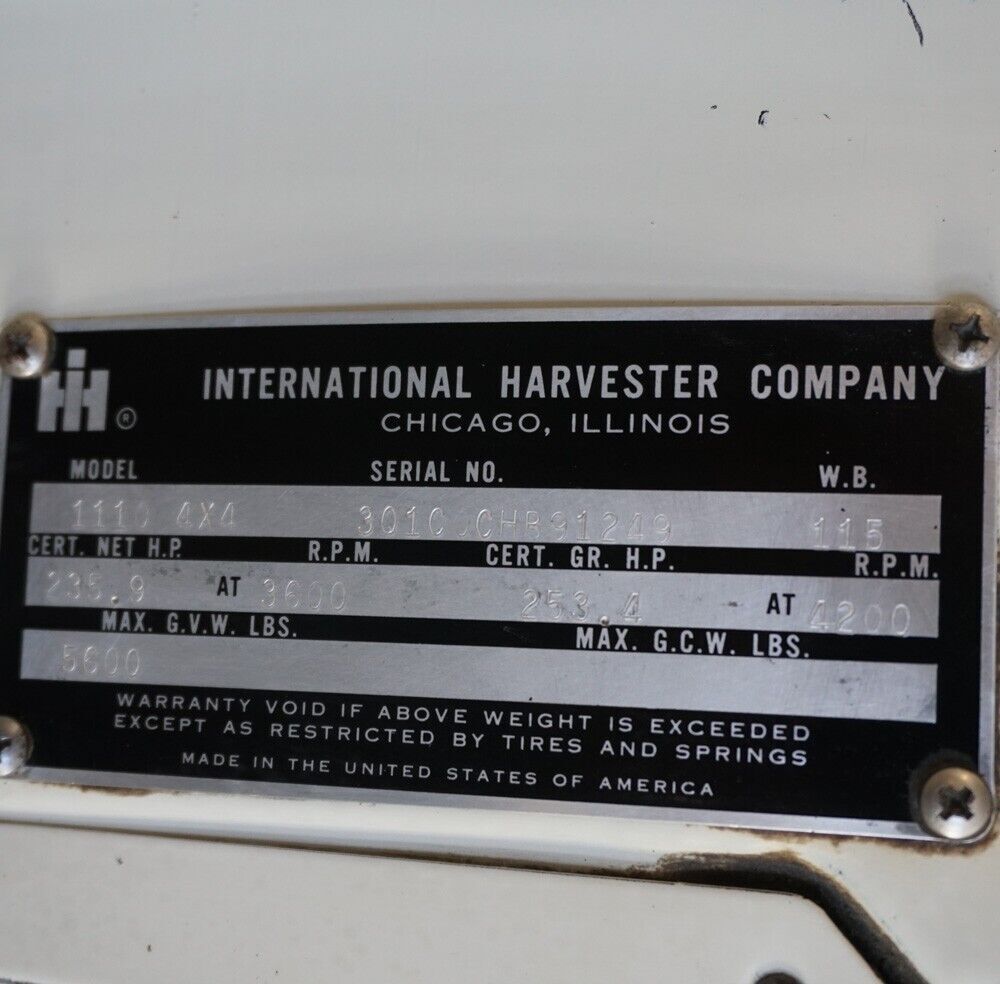 IH ®
INTERNATIONAL HARVESTER COMPANY
CHICAGO, ILLINOIS
MODEL SERIAL NO. W.B.
4X4 115
CERT. NET H.P. R.P.M. CERT. GR. H.P. R.P.M.
235.9 AT 3600 253.4 AT 4200
MAX. G.V.W. LBS. MAX. G.C.W. LBS.
5600
WARRANTY VOID IF ABOVE WEIGHT IS EXCEEDED
EXCEPT AS RESTRICTED BY TIRES AND SPRINGS
MADE IN THE UNITED STATES OF AMERICA